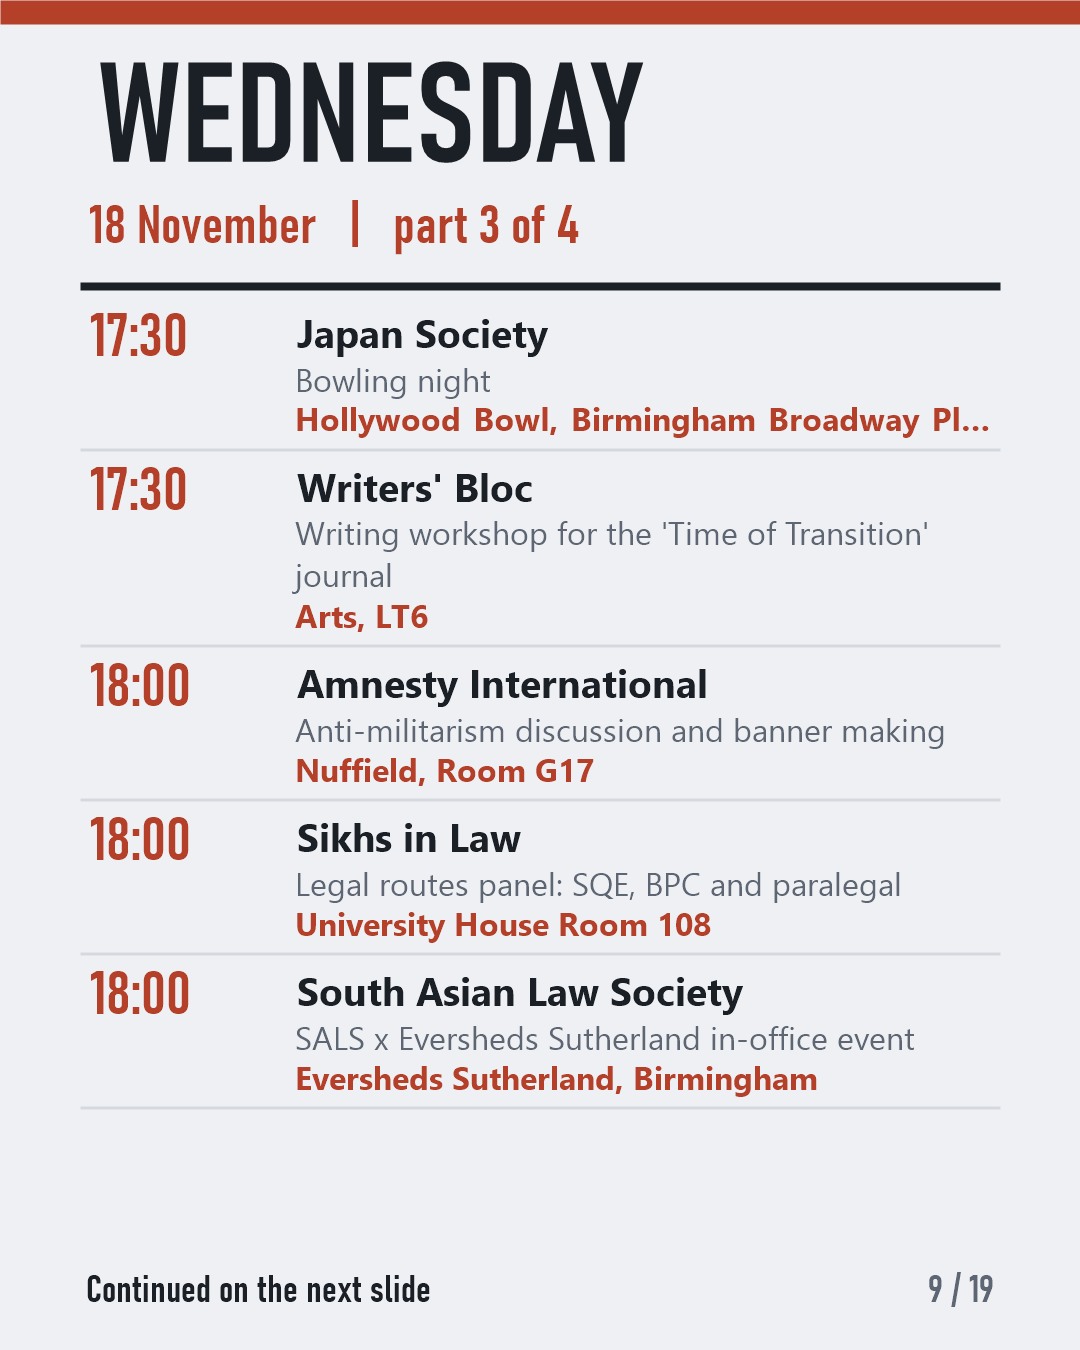 WEDNESDAY
18 November | part 3 of 4
17:30
Japan Society
Bowling night
Hollywood Bowl, Birmingham Broadway Pl...
17:30
Writers' Bloc
Writing workshop for the 'Time of Transition'
journal
Arts, LT6
18:00
Amnesty International
Anti-militarism discussion and banner making
Nuffield, Room G17
18:00
Sikhs in Law
Legal routes panel: SQE, BPC and paralegal
University House Room 108
18:00
South Asian Law Society
SALS x Eversheds Sutherland in-office event
Eversheds Sutherland, Birmingham
Continued on the next slide
9 / 19